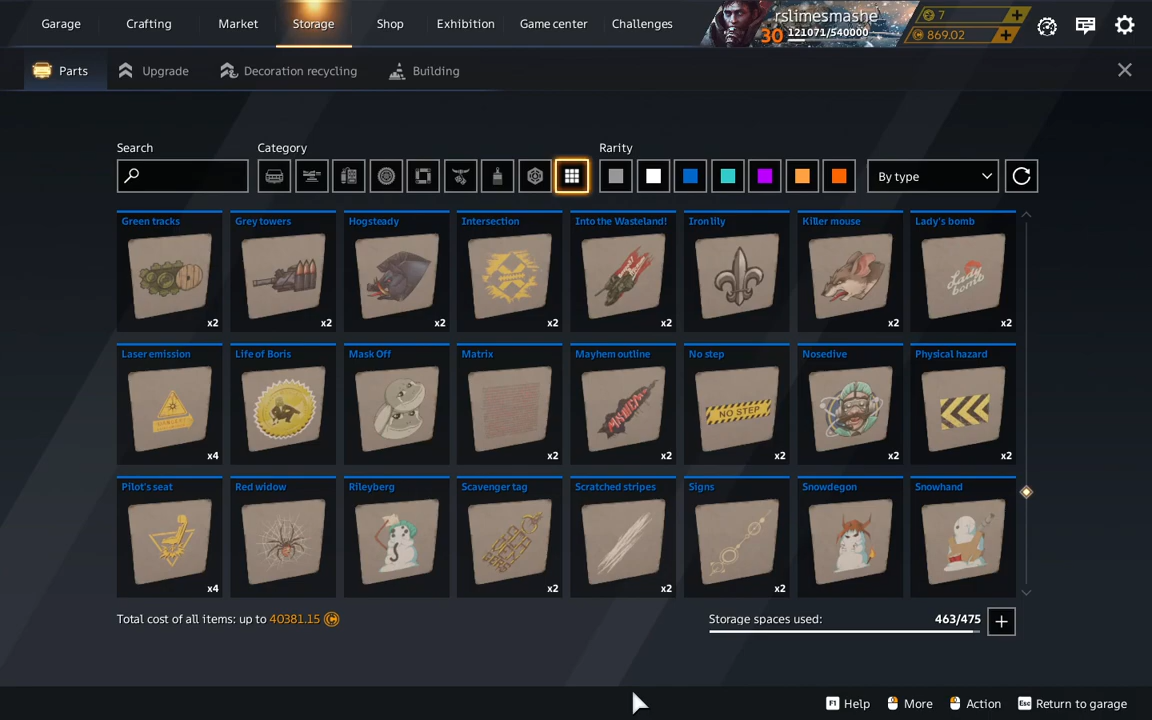 Garage Crafting Market Storage Shop Exhibition Game center Challenges rslimesmashe 7
30 121071/540000 869.02
Parts Upgrade Decoration recycling Building
Search Category Rarity
By type
Green tracks Grey towers Hogsteady Intersection Into the Wasteland! Iron lily Killer mouse Lady's bomb
Lady bomb
x2 x2 x2 x2 x2 x2 x2
Laser emission Life of Boris Mask Off Matrix Mayhem outline No step Nosedive Physical hazard
MAYHEM NO STEP
x4 x2 x2 x2 x2 x2
Pilot's seat Red widow Rileyberg Scavenger tag Scratched stripes Signs Snowdegon Snowhand
x4 x2 x2 x2
Total cost of all items: up to 40381.15 Storage spaces used: 463/475
F1 Help More Action Esc Return to garage